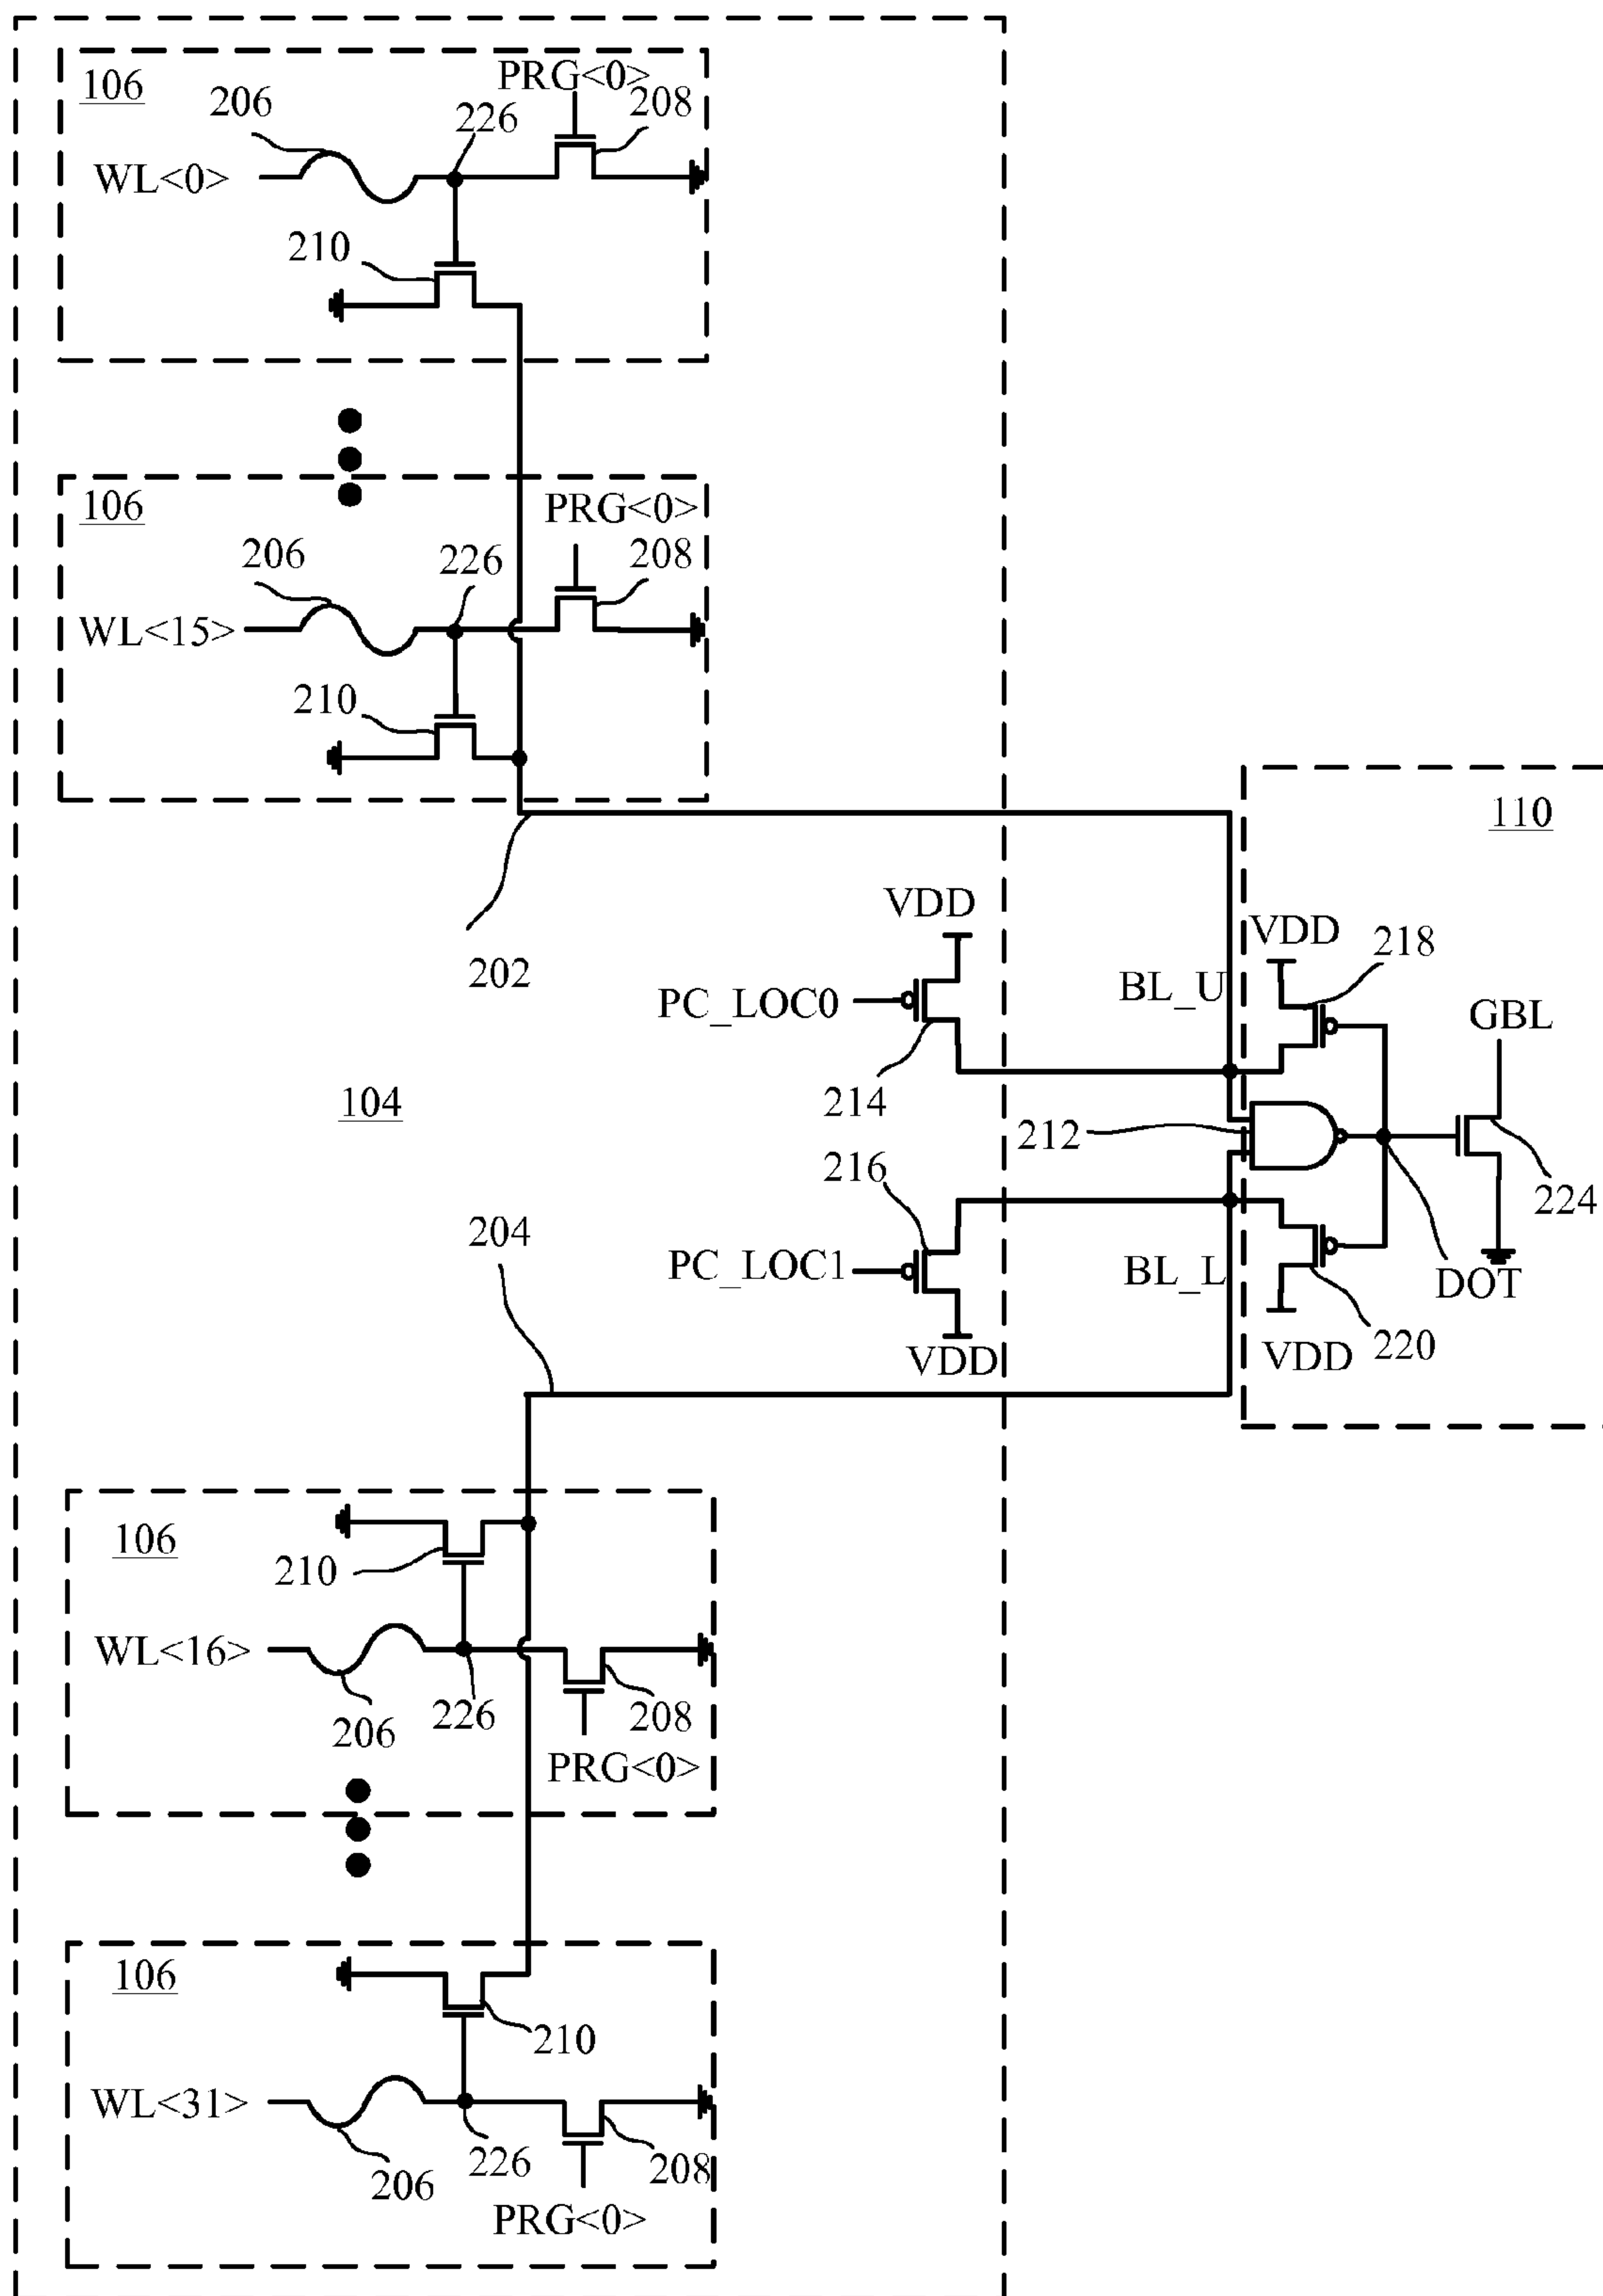 106
PRG<0>
206
226
208
WL<0>
210
106
PRG<0>
206
226
208
WL<15>
210
110
202
VDD
VDD
218
PC_LOC0
BL_U
GBL
214
104
212
216
224
204
PC_LOC1
BL_L
DOT
VDD
VDD
220
106
210
WL<16>
206
226
208
PRG<0>
106
210
WL<31>
206
226
208
PRG<0>